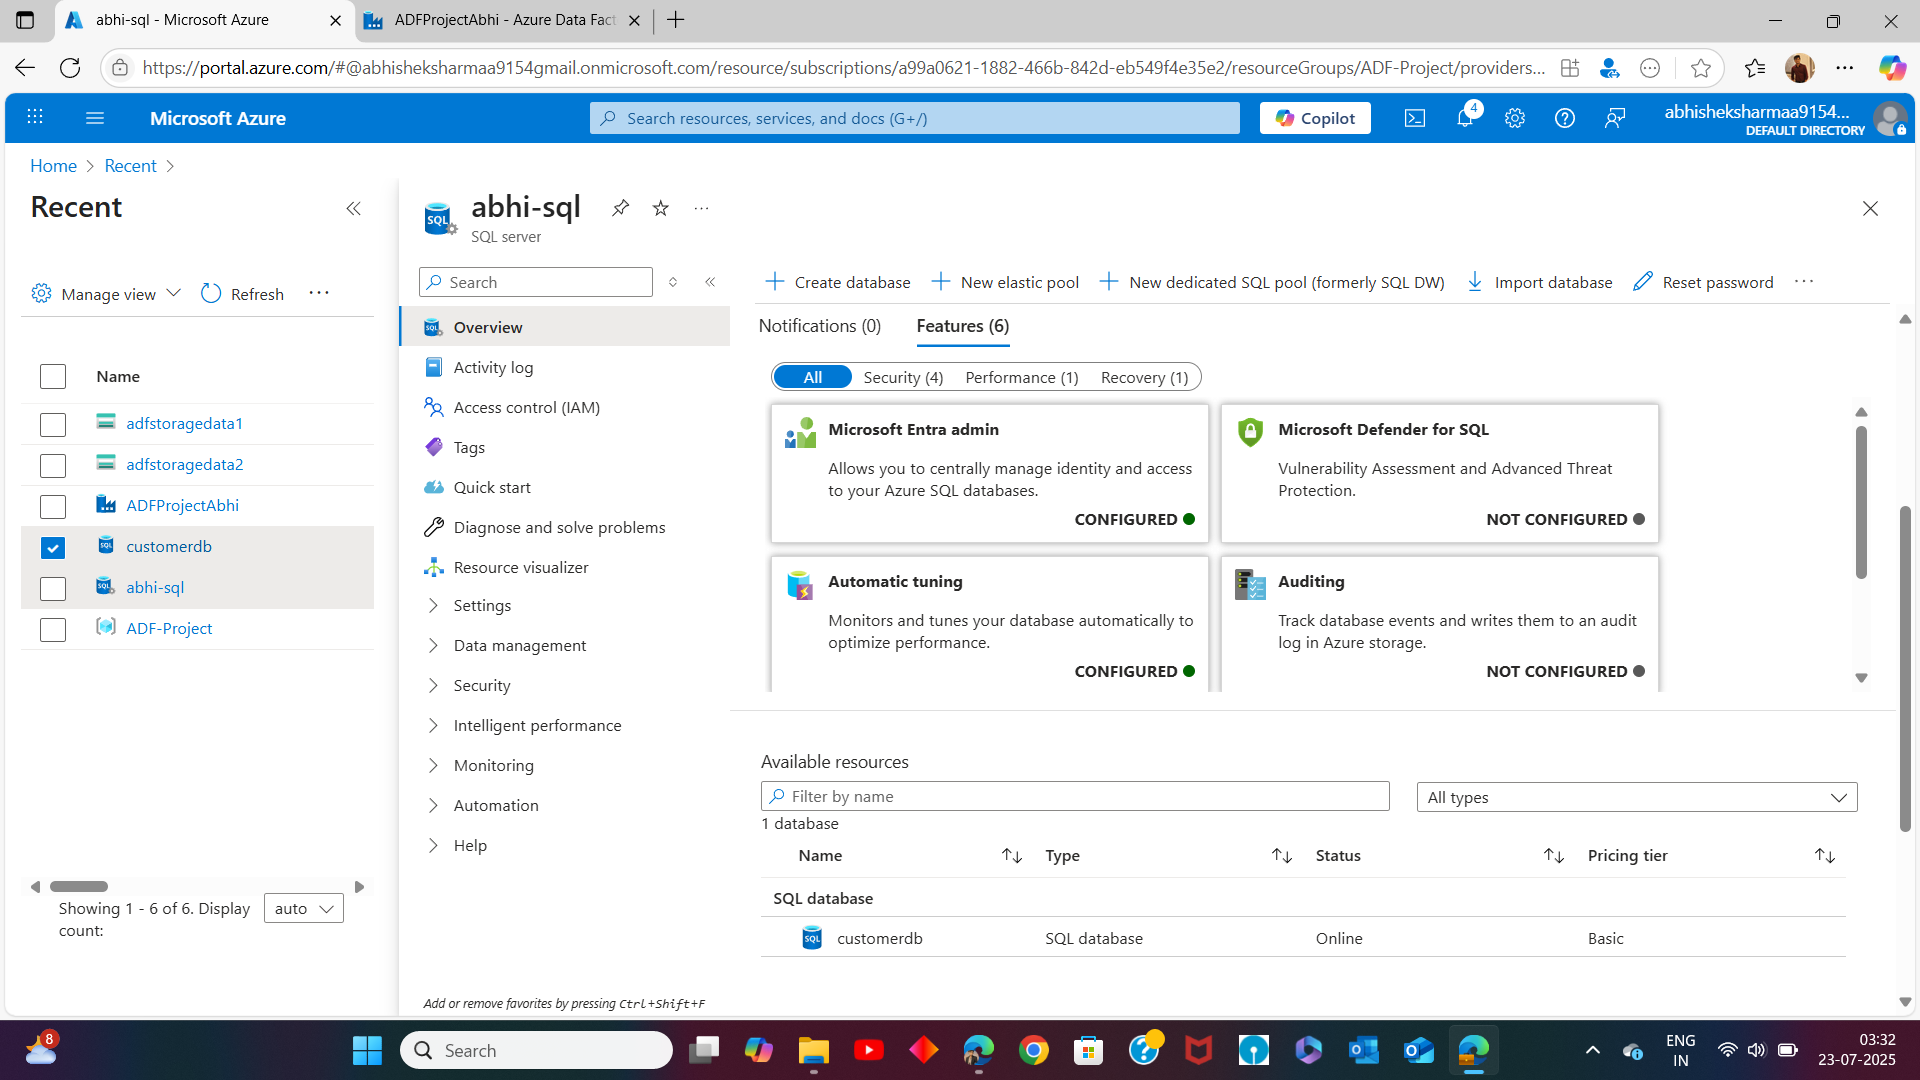 abhi-sql - Microsoft Azure
ADFProjectAbhi - Azure Data Fact
https://portal.azure.com/#@abhisheksharmaa9154gmail.onmicrosoft.com/resource/subscriptions/a99a0621-1882-466b-842d-eb549f4e35e2/resourceGroups/ADF-Project/providers...
Microsoft Azure
Search resources, services, and docs (G+/)
Copilot
4
abhisheksharmaa9154...
DEFAULT DIRECTORY
Home
Recent
Recent
Manage view
Refresh
Name
adfstoragedata1
adfstoragedata2
ADFProjectAbhi
customerdb
abhi-sql
ADF-Project
Showing 1 - 6 of 6. Display
count:
auto
SQL
abhi-sql
SQL server
Search
Overview
Activity log
Access control (IAM)
Tags
Quick start
Diagnose and solve problems
Resource visualizer
Settings
Data management
Security
Intelligent performance
Monitoring
Automation
Help
Add or remove favorites by pressing Ctrl+Shift+F
Create database
New elastic pool
New dedicated SQL pool (formerly SQL DW)
Import database
Reset password
Notifications (0)
Features (6)
All
Security (4)
Performance (1)
Recovery (1)
Microsoft Entra admin
Allows you to centrally manage identity and access
to your Azure SQL databases.
CONFIGURED
Microsoft Defender for SQL
Vulnerability Assessment and Advanced Threat
Protection.
NOT CONFIGURED
Automatic tuning
Monitors and tunes your database automatically to
optimize performance.
CONFIGURED
Auditing
Track database events and writes them to an audit
log in Azure storage.
NOT CONFIGURED
Available resources
Filter by name
All types
1 database
Name
Type
Status
Pricing tier
SQL database
SQL
customerdb
SQL database
Online
Basic
8
Search
ENG
IN
03:32
23-07-2025